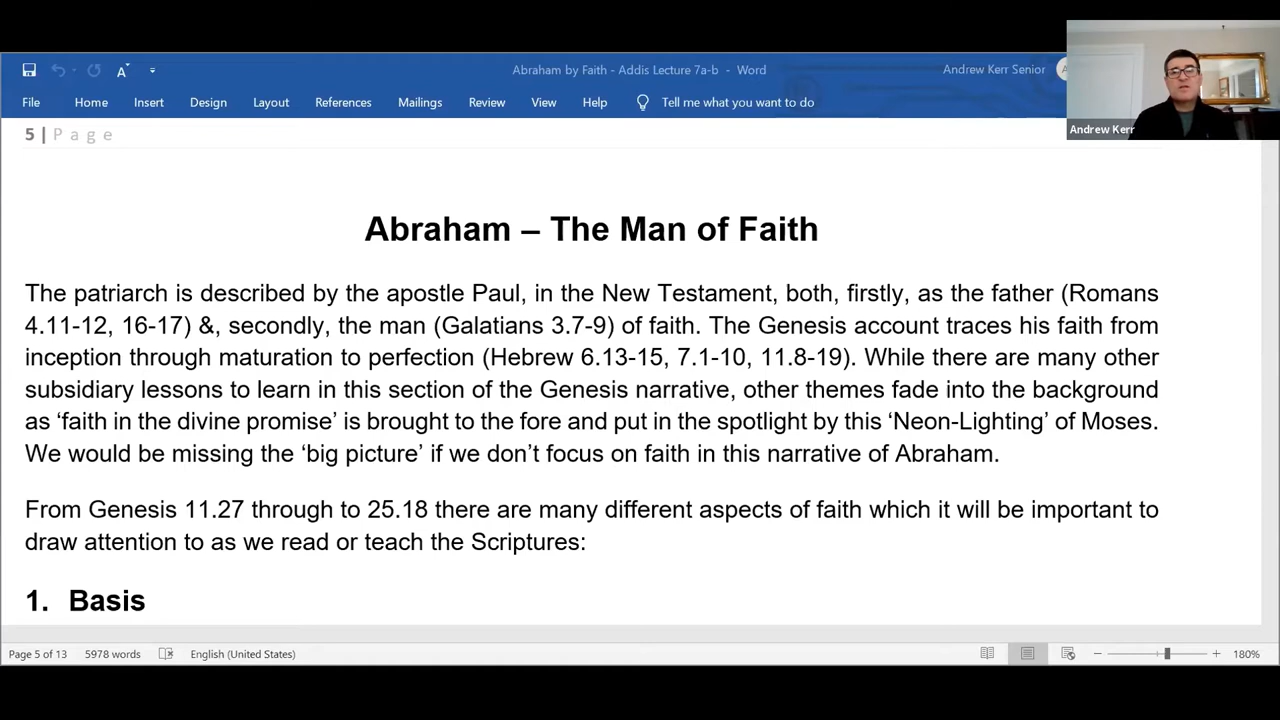 Abraham by Faith - Addis Lecture 7a-b - Word
Andrew Kerr Senior
File Home Insert Design Layout References Mailings Review View Help Tell me what you want to do
Andrew Kerr
5 | P a g e
Abraham – The Man of Faith
The patriarch is described by the apostle Paul, in the New Testament, both, firstly, as the father (Romans
4.11-12, 16-17) &, secondly, the man (Galatians 3.7-9) of faith. The Genesis account traces his faith from
inception through maturation to perfection (Hebrew 6.13-15, 7.1-10, 11.8-19). While there are many other
subsidiary lessons to learn in this section of the Genesis narrative, other themes fade into the background
as ‘faith in the divine promise’ is brought to the fore and put in the spotlight by this ‘Neon-Lighting’ of Moses.
We would be missing the ‘big picture’ if we don’t focus on faith in this narrative of Abraham.
From Genesis 11.27 through to 25.18 there are many different aspects of faith which it will be important to
draw attention to as we read or teach the Scriptures:
1. Basis
Page 5 of 13 5978 words English (United States) 180%